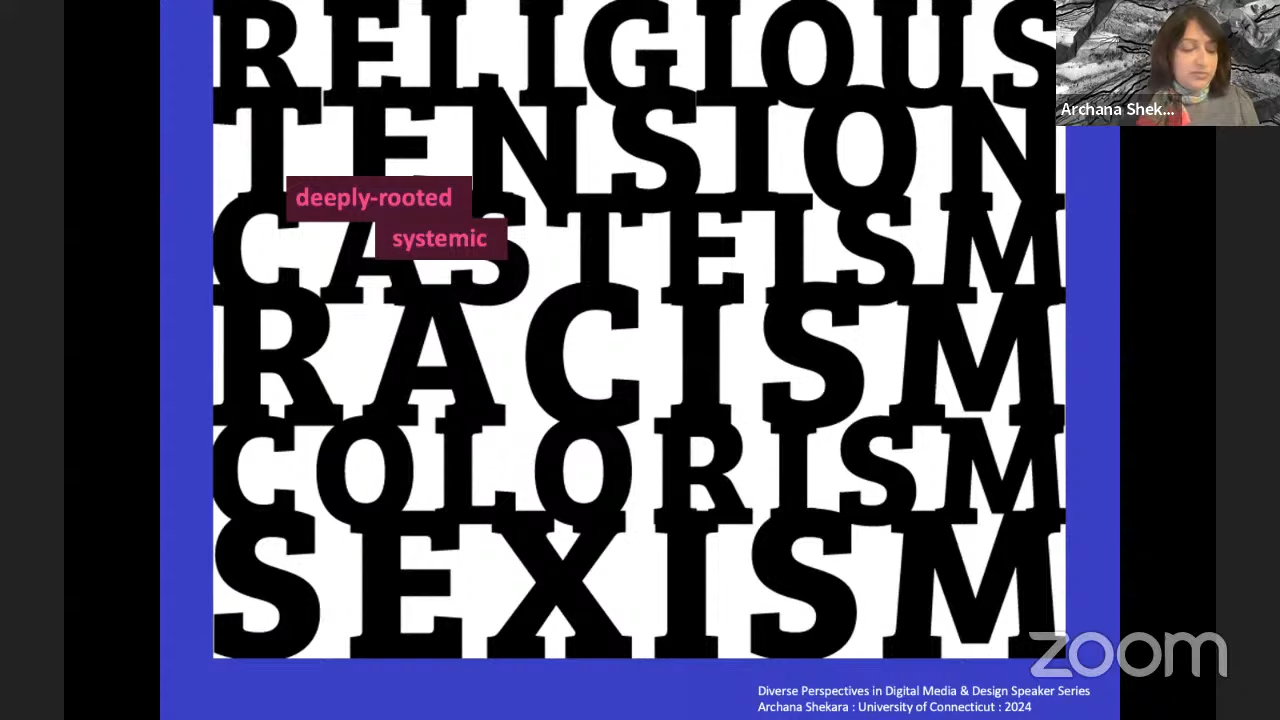 RELIGIOUS
TENSION
deeply-rooted
systemic
CASTEISM
RACISM
COLORISM
SEXISM
Archana Shek...
zoom
Diverse Perspectives in Digital Media & Design Speaker Series
Archana Shekara : University of Connecticut : 2024